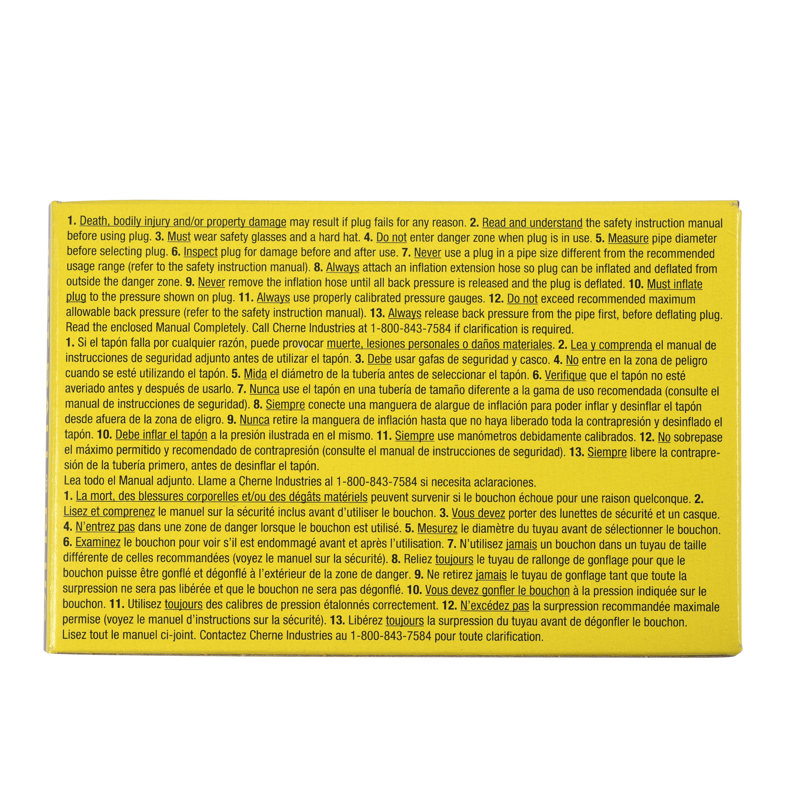 1. Death, bodily injury and/or property damage may result if plug fails for any reason. 2. Read and understand the safety instruction manual
before using plug. 3. Must wear safety glasses and a hard hat. 4. Do not enter danger zone when plug is in use. 5. Measure pipe diameter
before selecting plug. 6. Inspect plug for damage before and after use. 7. Never use a plug in a pipe size different from the recommended
usage range (refer to the safety instruction manual). 8. Always attach an inflation extension hose so plug can be inflated and deflated from
outside the danger zone. 9. Never remove the inflation hose until all back pressure is released and the plug is deflated. 10. Must inflate
plug to the pressure shown on plug. 11. Always use properly calibrated pressure gauges. 12. Do not exceed recommended maximum
allowable back pressure (refer to the safety instruction manual). 13. Always release back pressure from the pipe first, before deflating plug.
Read the enclosed Manual Completely. Call Cherne Industries at 1-800-843-7584 if clarification is required.
1. Si el tapón falla por cualquier razón, puede provocar muerte, lesiones personales o daños materiales. 2. Lea y comprenda el manual de
instrucciones de seguridad adjunto antes de utilizar el tapón. 3. Debe usar gafas de seguridad y casco. 4. No entre en la zona de peligro
cuando se esté utilizando el tapón. 5. Mida el diámetro de la tubería antes de seleccionar el tapón. 6. Verifique que el tapón no esté
averiado antes y después de usarlo. 7. Nunca use el tapón en una tubería de tamaño diferente a la gama de uso recomendada (consulte el
manual de instrucciones de seguridad). 8. Siempre conecte una manguera de alargue de inflación para poder inflar y desinflar el tapón
desde afuera de la zona de eligro. 9. Nunca retire la manguera de inflación hasta que no haya liberado toda la contrapresión y desinflado el
tapón. 10. Debe inflar el tapón a la presión ilustrada en el mismo. 11. Siempre use manómetros debidamente calibrados. 12. No sobrepase
el máximo permitido y recomendado de contrapresión (consulte el manual de instrucciones de seguridad). 13. Siempre libere la contrapre-
sión de la tubería primero, antes de desinflar el tapón.
Lea todo el Manual adjunto. Llame a Cherne Industries al 1-800-843-7584 si necesita aclaraciones.
1. La mort, des blessures corporelles et/ou des dégâts matériels peuvent survenir si le bouchon échoue pour une raison quelconque. 2.
Lisez et comprenez le manuel sur la sécurité inclus avant d'utiliser le bouchon. 3. Vous devez porter des lunettes de sécurité et un casque.
4. N'entrez pas dans une zone de danger lorsque le bouchon est utilisé. 5. Mesurez le diamètre du tuyau avant de sélectionner le bouchon.
6. Examinez le bouchon pour voir s'il est endommagé avant et après l'utilisation. 7. N'utilisez jamais un bouchon dans un tuyau de taille
différente de celles recommandées (voyez le manuel sur la sécurité). 8. Reliez toujours le tuyau de rallonge de gonflage pour que le
bouchon puisse être gonflé et dégonflé à l'extérieur de la zone de danger. 9. Ne retirez jamais le tuyau de gonflage tant que toute la
surpression ne sera pas libérée et que le bouchon ne sera pas dégonflé. 10. Vous devez gonfler le bouchon à la pression indiquée sur le
bouchon. 11. Utilisez toujours des calibres de pression étalonnés correctement. 12. N'excédez pas la surpression recommandée maximale
permise (voyez le manuel d'instructions sur la sécurité). 13. Libérez toujours la surpression du tuyau avant de dégonfler le bouchon.
Lisez tout le manuel ci-joint. Contactez Cherne Industries au 1-800-843-7584 pour toute clarification.